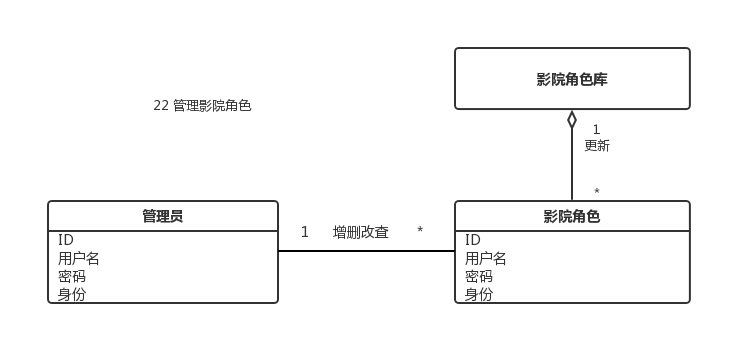 影院角色库
22 管理影院角色
1
更新
*
管理员
ID
用户名
密码
身份
1 增删改查 *
影院角色
ID
用户名
密码
身份